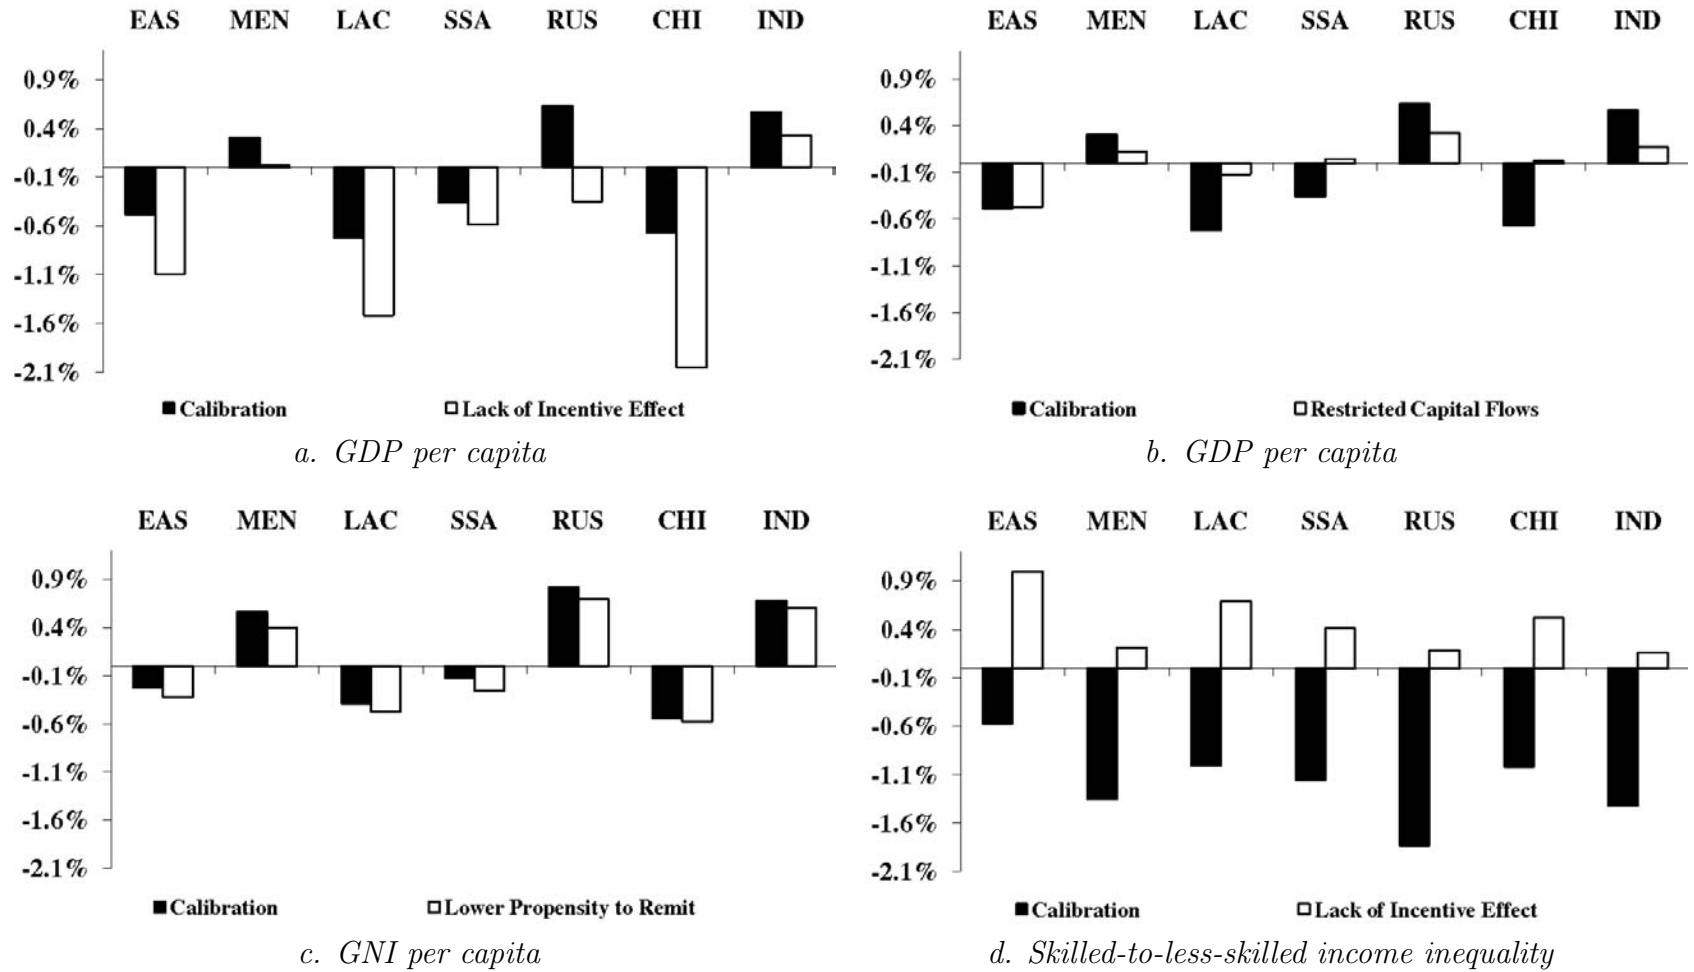 EAS MEN LAC SSA RUS CHI IND
0.9%
0.4%
-0.1%
-0.6%
-1.1%
-1.6%
-2.1%
Calibration Lack of Incentive Effect
a. GDP per capita
EAS MEN LAC SSA RUS CHI IND
0.9%
0.4%
-0.1%
-0.6%
-1.1%
-1.6%
-2.1%
Calibration Restricted Capital Flows
b. GDP per capita
EAS MEN LAC SSA RUS CHI IND
0.9%
0.4%
-0.1%
-0.6%
-1.1%
-1.6%
-2.1%
Calibration Lower Propensity to Remit
c. GNI per capita
EAS MEN LAC SSA RUS CHI IND
0.9%
0.4%
-0.1%
-0.6%
-1.1%
-1.6%
-2.1%
Calibration Lack of Incentive Effect
d. Skilled-to-less-skilled income inequality